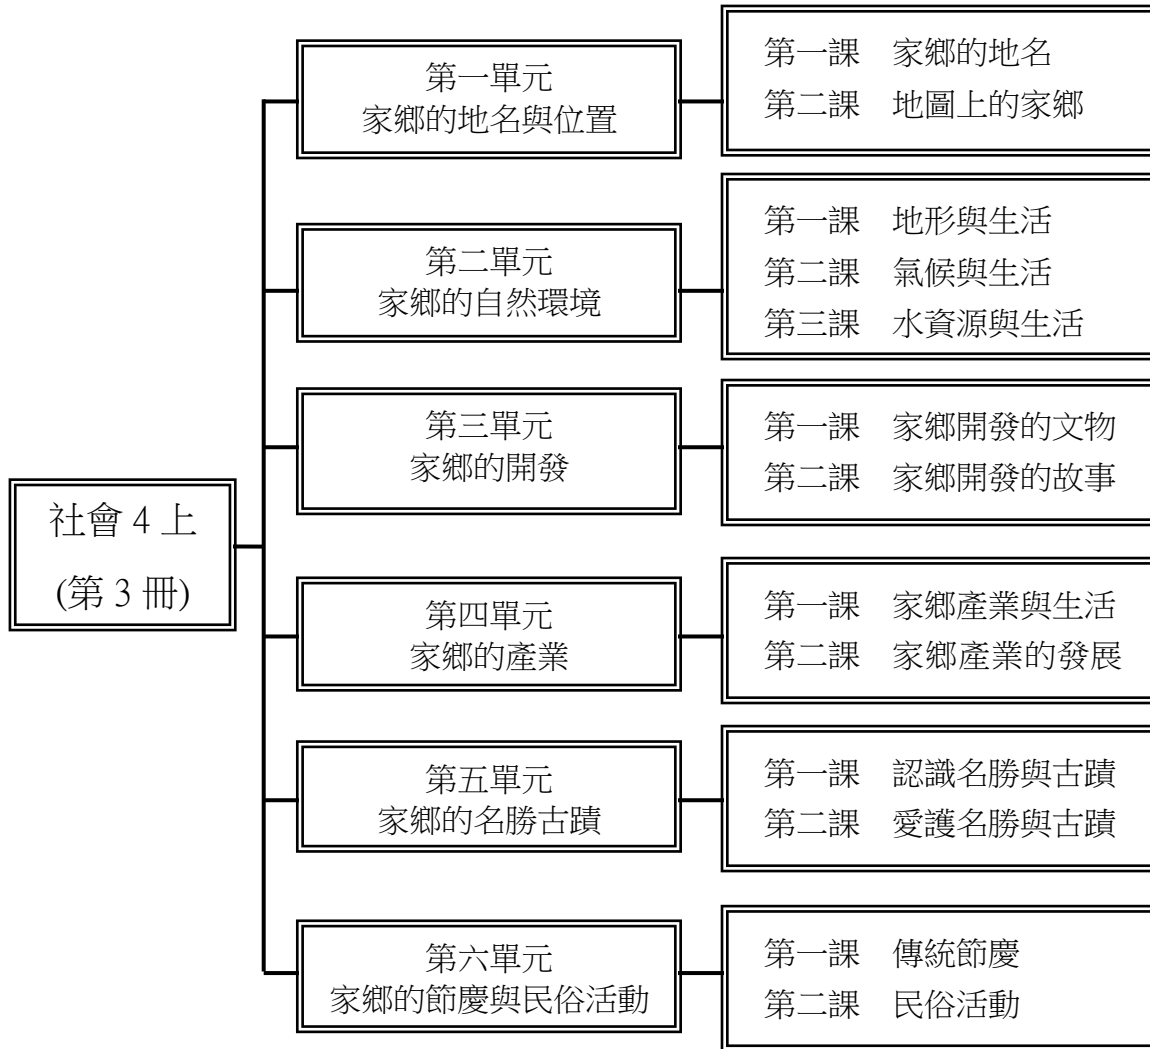 社會 4 上
(第 3 冊)
第一單元
家鄉的地名與位置
第一課　家鄉的地名
第二課　地圖上的家鄉
第二單元
家鄉的自然環境
第一課　地形與生活
第二課　氣候與生活
第三課　水資源與生活
第三單元
家鄉的開發
第一課　家鄉開發的文物
第二課　家鄉開發的故事
第四單元
家鄉的產業
第一課　家鄉產業與生活
第二課　家鄉產業的發展
第五單元
家鄉的名勝古蹟
第一課　認識名勝與古蹟
第二課　愛護名勝與古蹟
第六單元
家鄉的節慶與民俗活動
第一課　傳統節慶
第二課　民俗活動